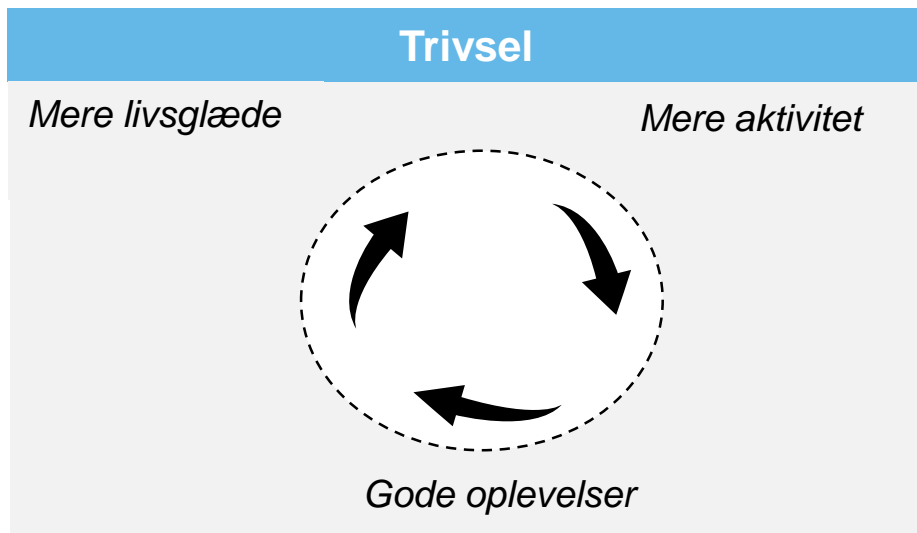 Trivsel
Mere livsglæde
Mere aktivitet
Gode oplevelser